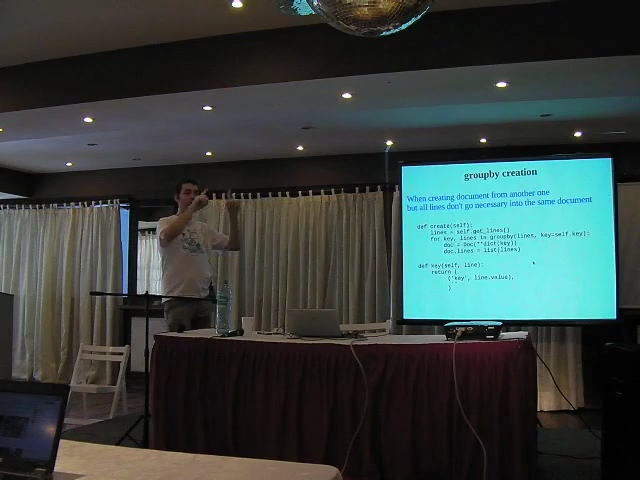 groupby creation
When creating document from another one
but all lines don't go necessary into the same document
def create(self):
lines = self.get_lines()
for key, lines in groupby(lines, key=self.key):
doc = Doc(**dict(key))
doc.lines = list(lines)
def key(self, line):
return (
('key', line.value),
)